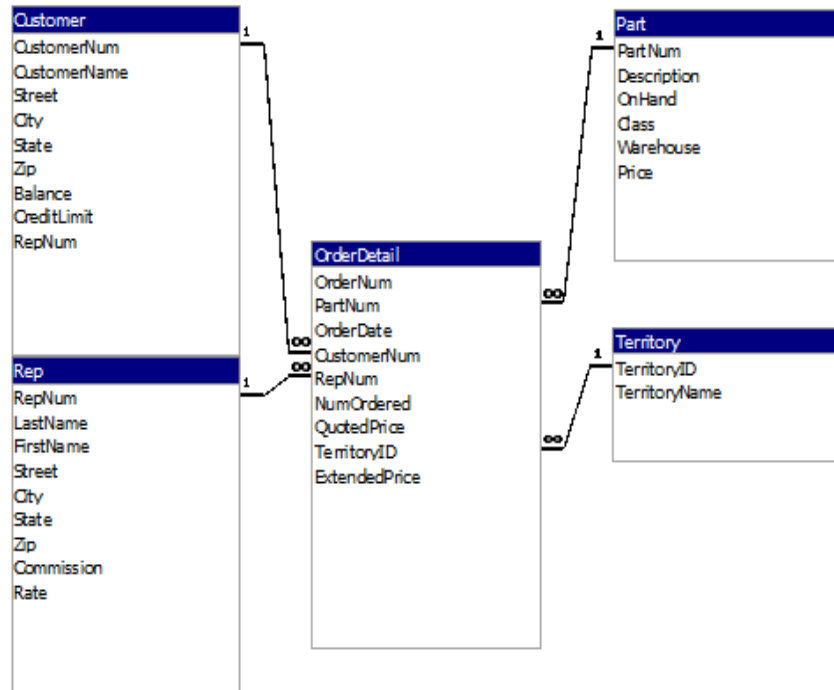 Customer
1
CustomerNum
CustomerName
Street
City
State
Zip
Balance
CreditLimit
RepNum
Rep
1
RepNum
LastName
FirstName
Street
City
State
Zip
Commission
Rate
OrderDetail
OrderNum
PartNum
OrderDate
CustomerNum
RepNum
NumOrdered
QuotedPrice
TerritoryID
ExtendedPrice
∞
∞
∞
∞
1
Part
PartNum
Description
OnHand
Class
Warehouse
Price
1
Territory
TerritoryID
TerritoryName